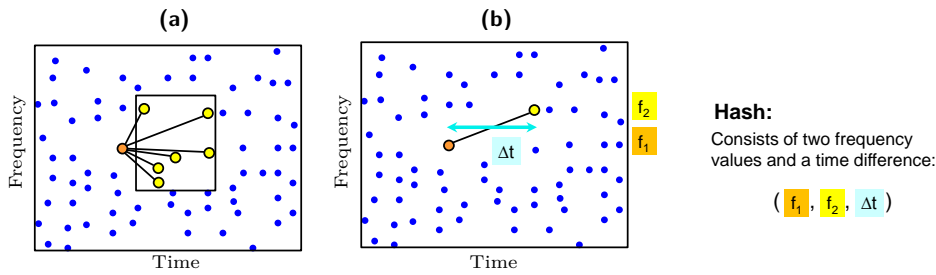 (a)
Frequency
Time
(b)
Frequency
Δt
Time
f₂
f₁
Hash:
Consists of two frequency
values and a time difference:
( f₁ , f₂ , Δt )